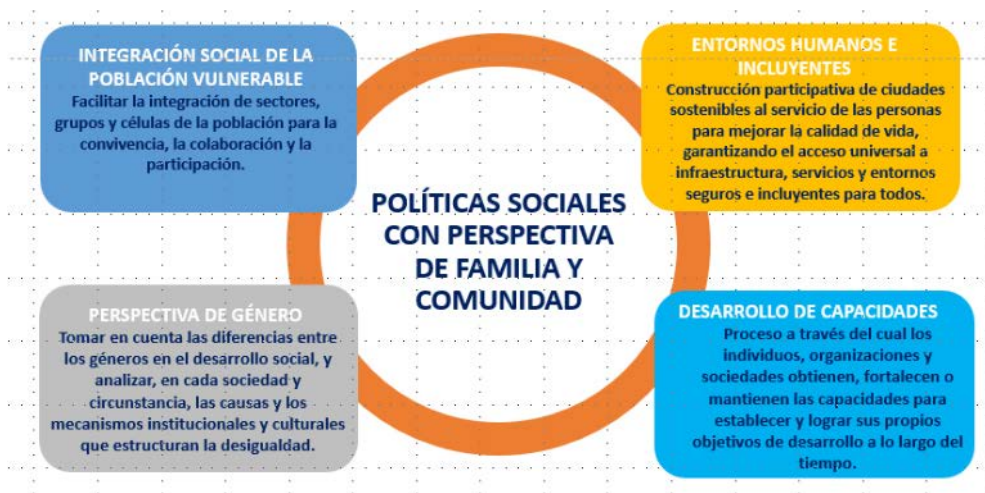 INTEGRACIÓN SOCIAL DE LA
POBLACIÓN VULNERABLE
Facilitar la integración de sectores,
grupos y células de la población para la
convivencia, la colaboración y la
participación.
ENTORNOS HUMANOS E
INCLUYENTES
Construcción participativa de ciudades
sostenibles al servicio de las personas
para mejorar la calidad de vida,
garantizando el acceso universal a
infraestructura, servicios y entornos
seguros e incluyentes para todos.
POLÍTICAS SOCIALES
CON PERSPECTIVA
DE FAMILIA Y
COMUNIDAD
PERSPECTIVA DE GÉNERO
Tomar en cuenta las diferencias entre
los géneros en el desarrollo social, y
analizar, en cada sociedad y
circunstancia, las causas y los
mecanismos institucionales y culturales
que estructuran la desigualdad.
DESARROLLO DE CAPACIDADES
Proceso a través del cual los
individuos, organizaciones y
sociedades obtienen, fortalecen o
mantienen las capacidades para
establecer y lograr sus propios
objetivos de desarrollo a lo largo del
tiempo.